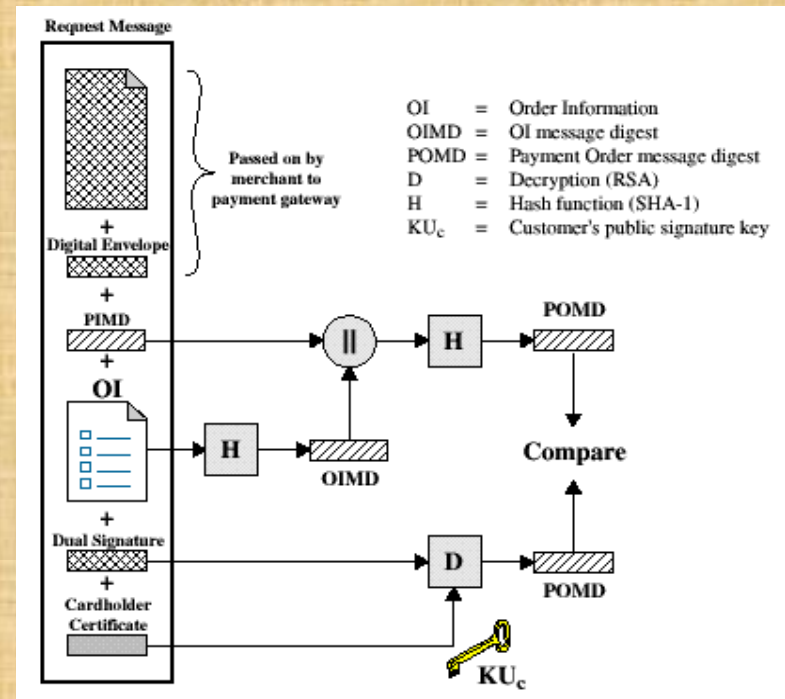 Request Message
Passed on by
merchant to
payment gateway
OI = Order Information
OIMD = OI message digest
POMD = Payment Order message digest
D = Decryption (RSA)
H = Hash function (SHA-1)
KUc = Customer's public signature key
+
Digital Envelope
+
PIMD
+
OI
||
H
POMD
H
OIMD
Compare
+
Dual Signature
D
POMD
+
Cardholder
Certificate
KUc